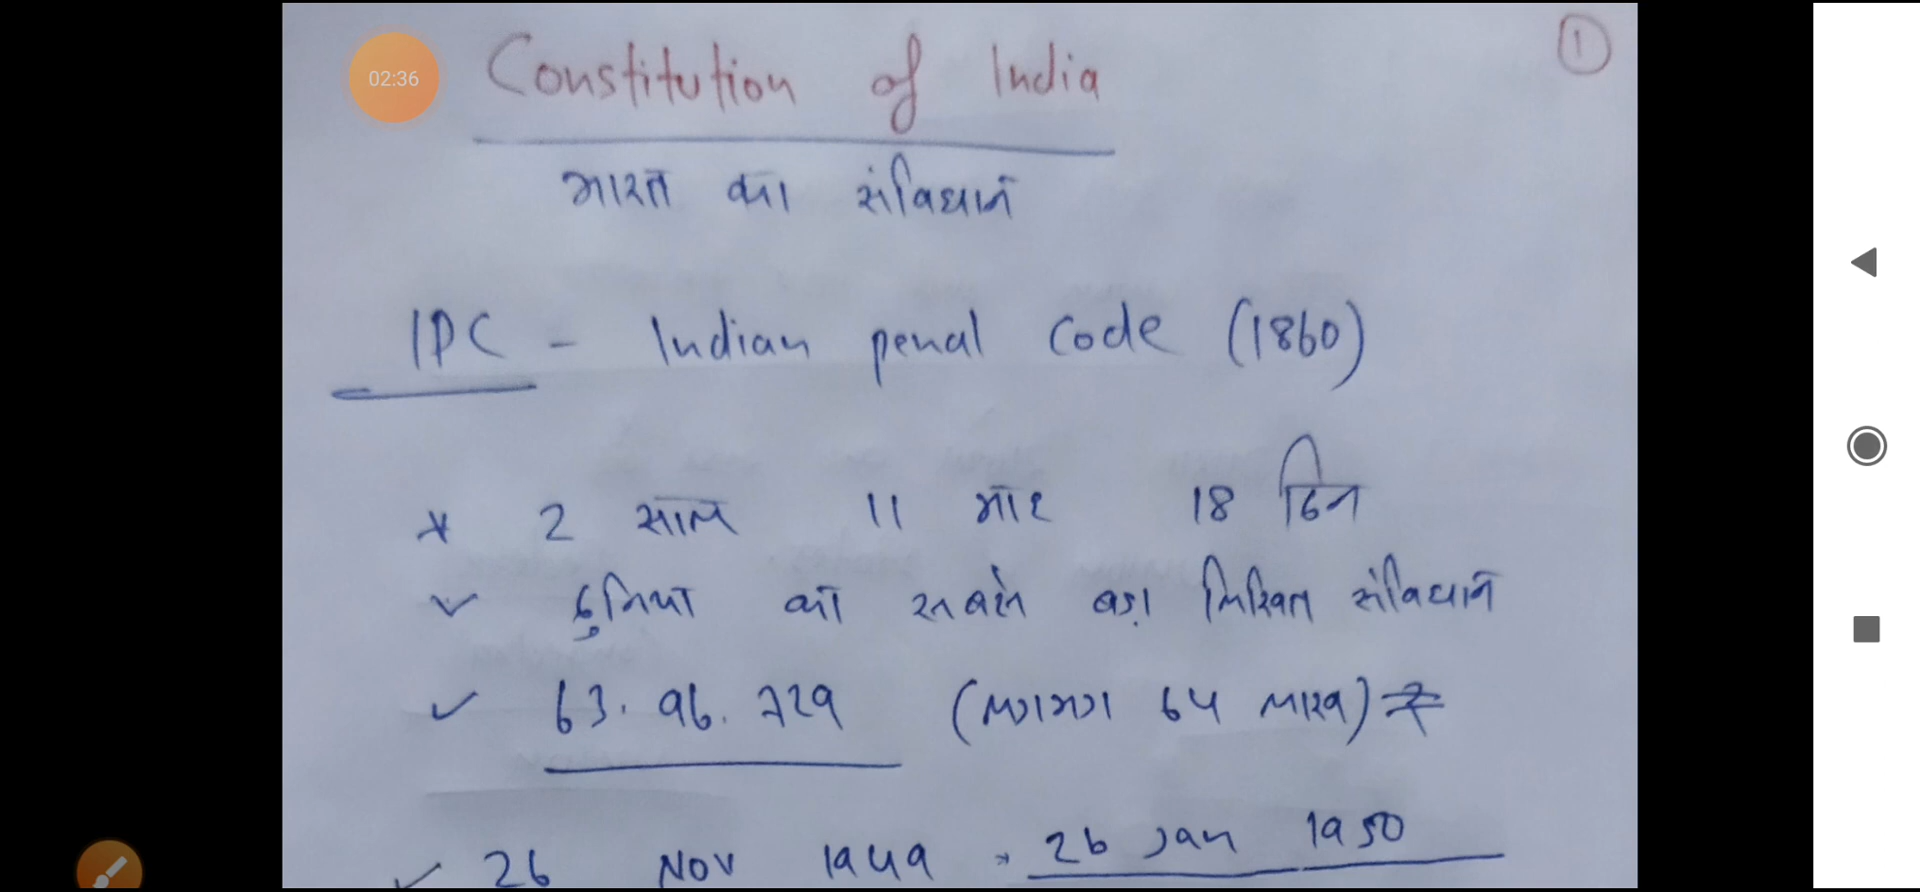 02:36
Constitution of India
1
भारत का संविधान
IPC - Indian penal Code (1860)
* 2 साल 11 माह 18 दिन
✓ दुनिया का सबसे बड़ा लिखित संविधान
✓ 63.96.729 (लगभग 64 लाख) ₹
✓ 26 NOV 1949 → 26 Jan 1950